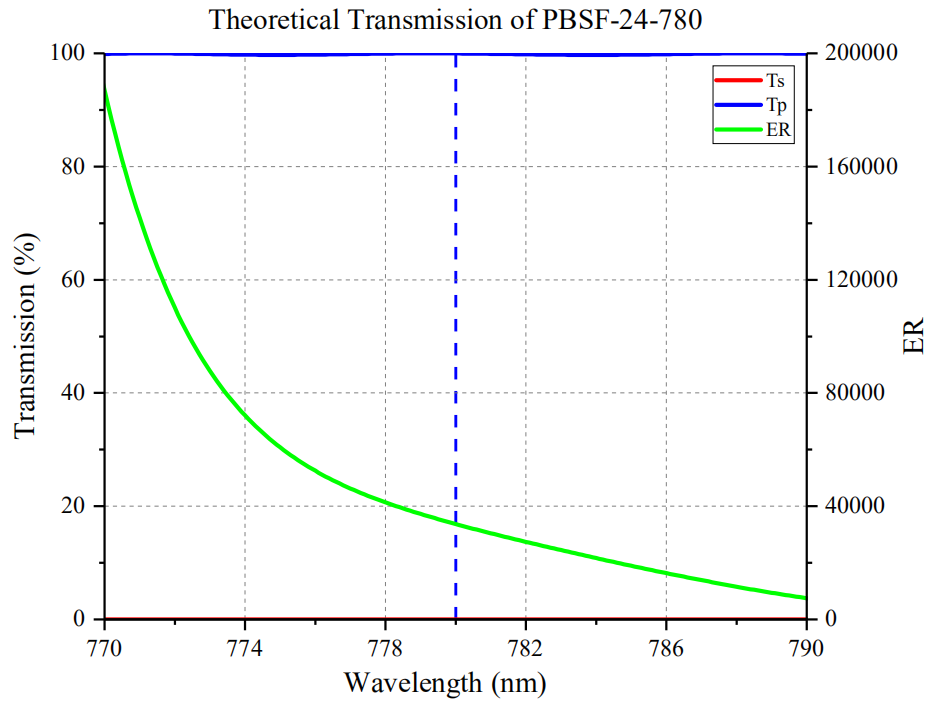 Theoretical Transmission of PBSF-24-780
100
80
60
40
20
0
Transmission (%)
200000
160000
120000
80000
40000
0
ER
Ts
Tp
ER
770 774 778 782 786 790
Wavelength (nm)